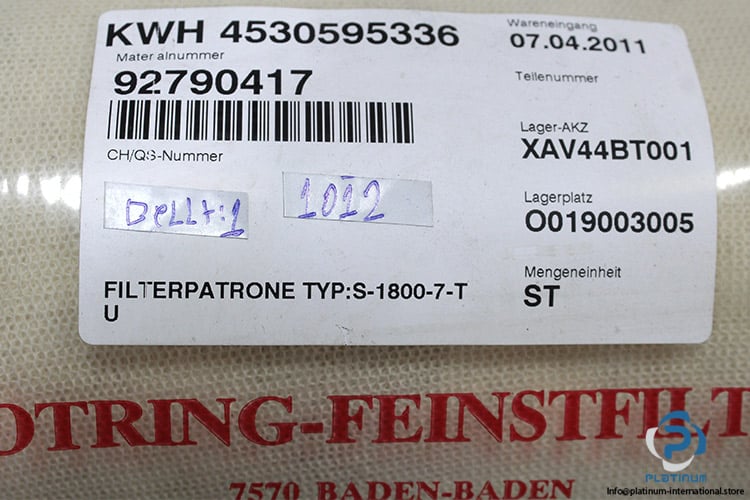 KWH 4530595336
Wareneingang
07.04.2011
Mater alnummer
92790417
Teilenummer
CH/QS-Nummer
Lager-AKZ
XAV44BT001
1012
Lagerplatz
O019003005
FILTERPATRONE TYP:S-1800-7-T
U
Mengeneinheit
ST
OTRING-FEINSTFILT
7570 BADEN-BADEN
PLATINUM
Info@platinum-international.store